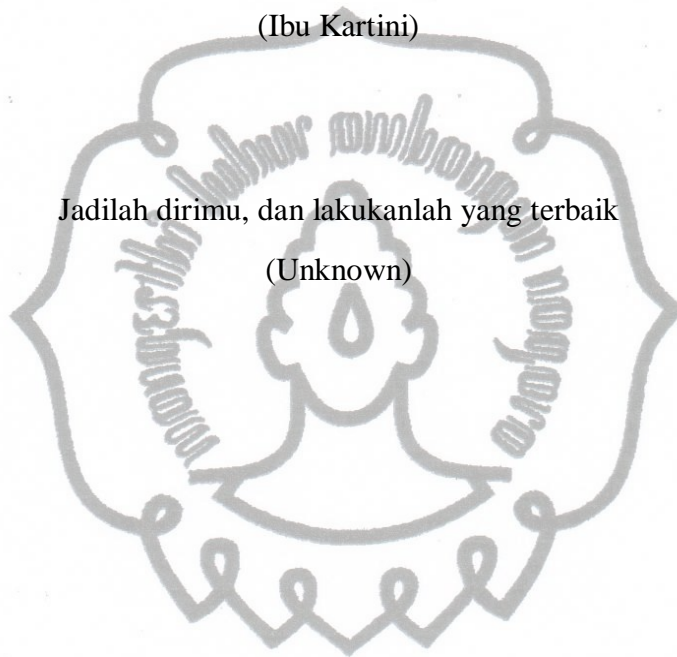 (Ibu Kartini)
Jadilah dirimu, dan lakukanlah yang terbaik
(Unknown)